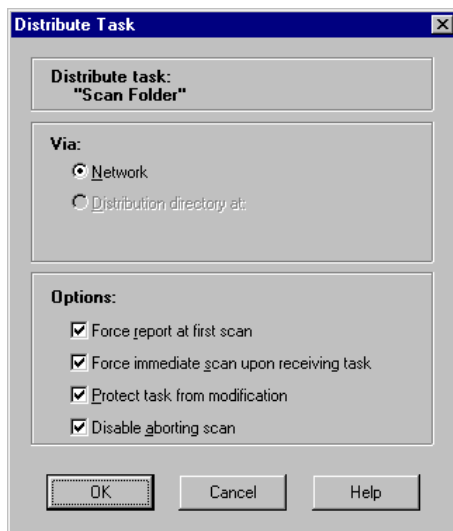 Distribute Task
Distribute task:
"Scan Folder"
Via:
Network
Distribution directory at:
Options:
Force report at first scan
Force immediate scan upon receiving task
Protect task from modification
Disable aborting scan
OK Cancel Help